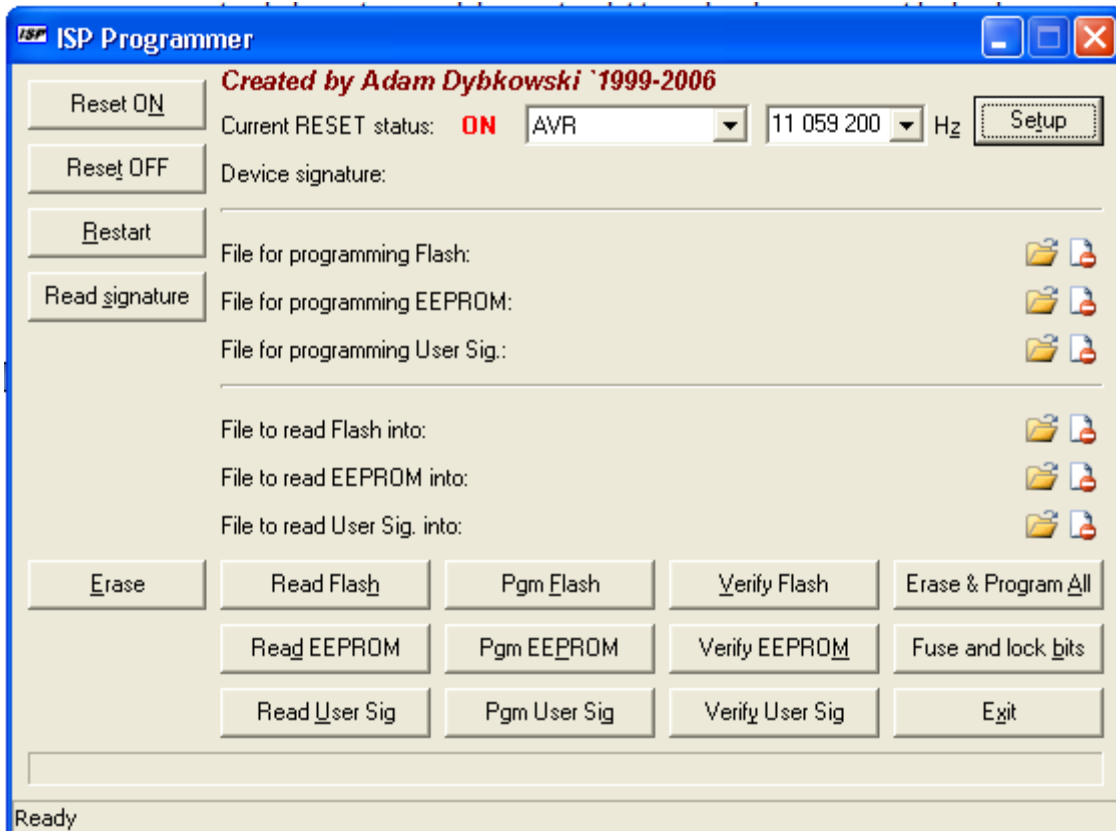 ISP ISP Programmer
Created by Adam Dybkowski `1999-2006
Reset ON
Current RESET status: ON AVR 11 059 200 Hz Setup
Reset OFF
Device signature:
Restart
File for programming Flash:
Read signature
File for programming EEPROM:
File for programming User Sig.:
File to read Flash into:
File to read EEPROM into:
File to read User Sig. into:
Erase Read Flash Pgm Flash Verify Flash Erase & Program All
Read EEPROM Pgm EEPROM Verify EEPROM Fuse and lock bits
Read User Sig Pgm User Sig Verify User Sig Exit
Ready